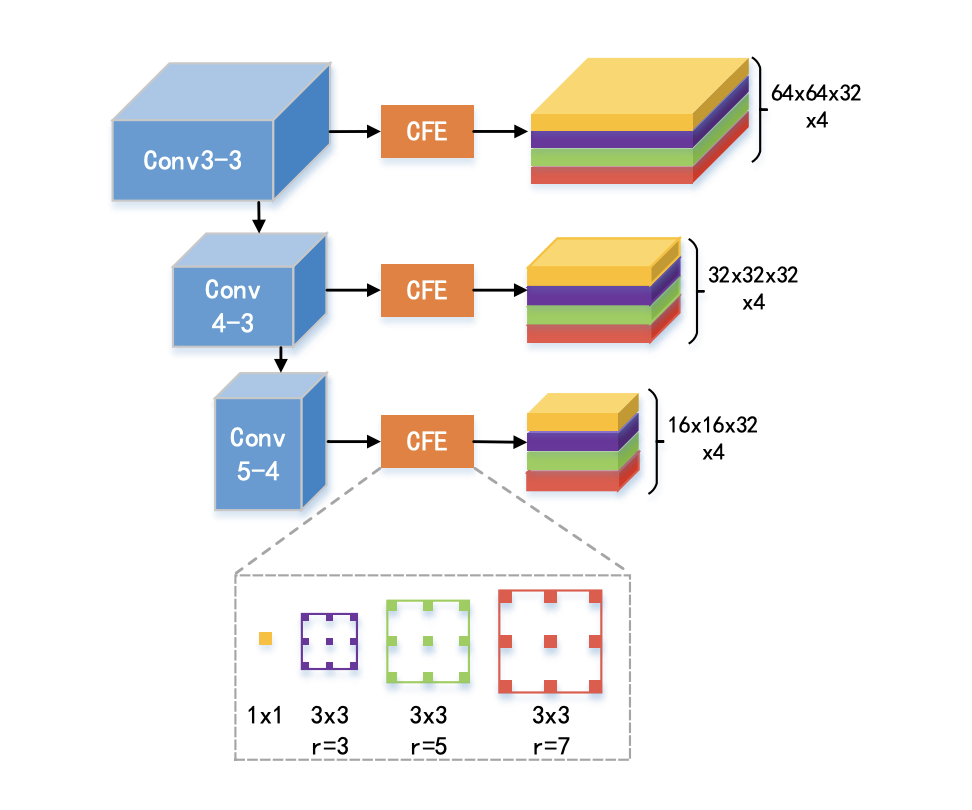 Conv3-3
CFE
64x64x32
x4
Conv
4-3
CFE
32x32x32
x4
Conv
5-4
CFE
16x16x32
x4
1x1
3x3
r=3
3x3
r=5
3x3
r=7